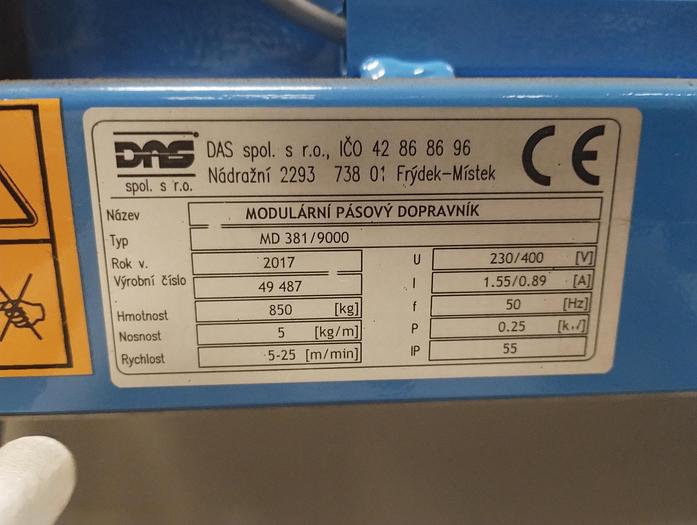 DAS® DAS spol. s r.o., IČO 42 86 86 96
spol. s r.o. Nádražní 2293 738 01 Frýdek-Místek
CE
Název MODULÁRNÍ PÁSOVÝ DOPRAVNÍK
Typ MD 381/9000
Rok v. 2017 U 230/400 [V]
Výrobní číslo 49 487 I 1.55/0.89 [A]
Hmotnost 850 [kg] f 50 [Hz]
Nosnost 5 [kg/m] P 0.25
Rychlost 5-25 [m/min] IP 55